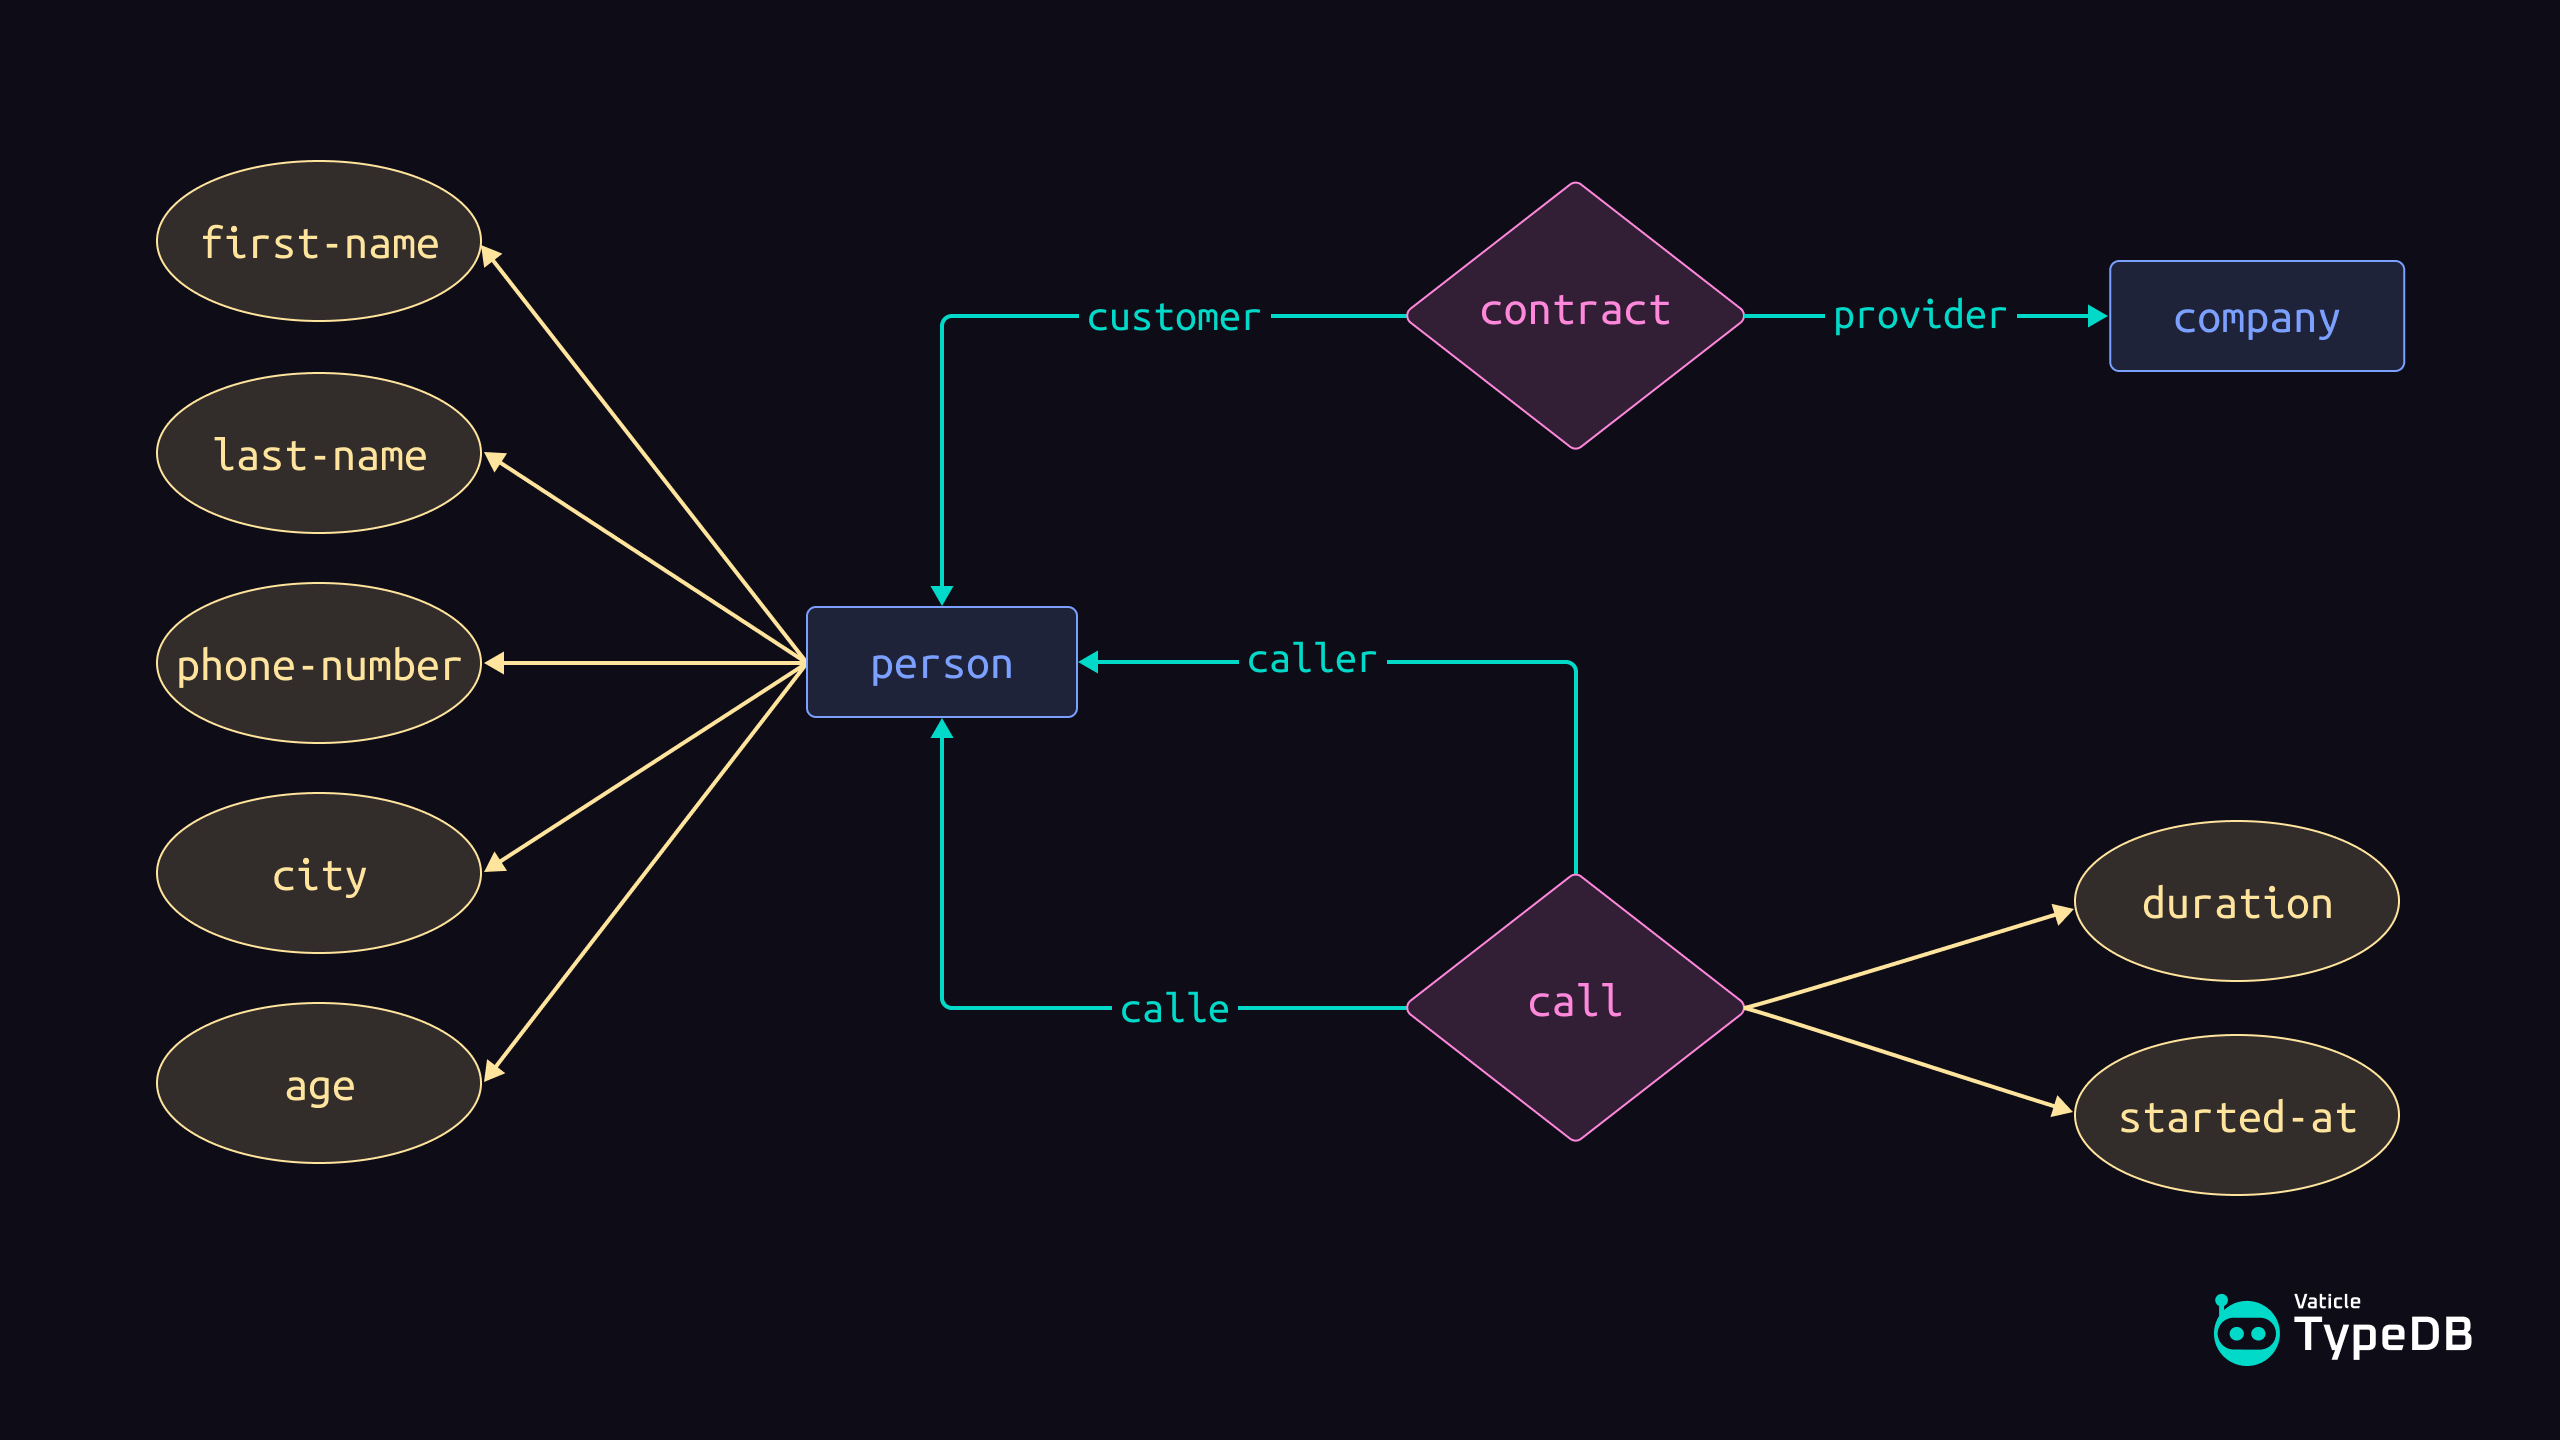 first-name
last-name
phone-number
city
age
customer
contract
provider
company
person
caller
calle
call
duration
started-at
Vaticle
TypeDB